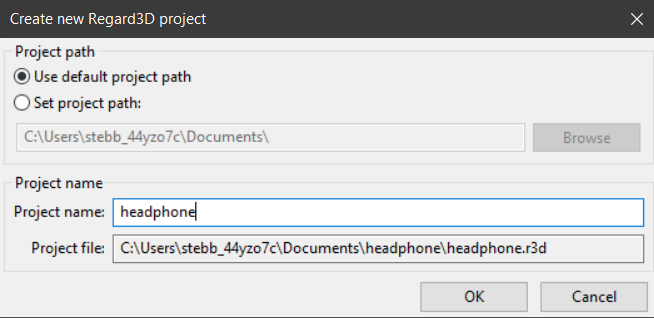 Create new Regard3D project
Project path
Use default project path
Set project path:
C:\Users\stebb_44yzo7c\Documents\
Browse
Project name
Project name: headphone
Project file: C:\Users\stebb_44yzo7c\Documents\headphone\headphone.r3d
OK Cancel